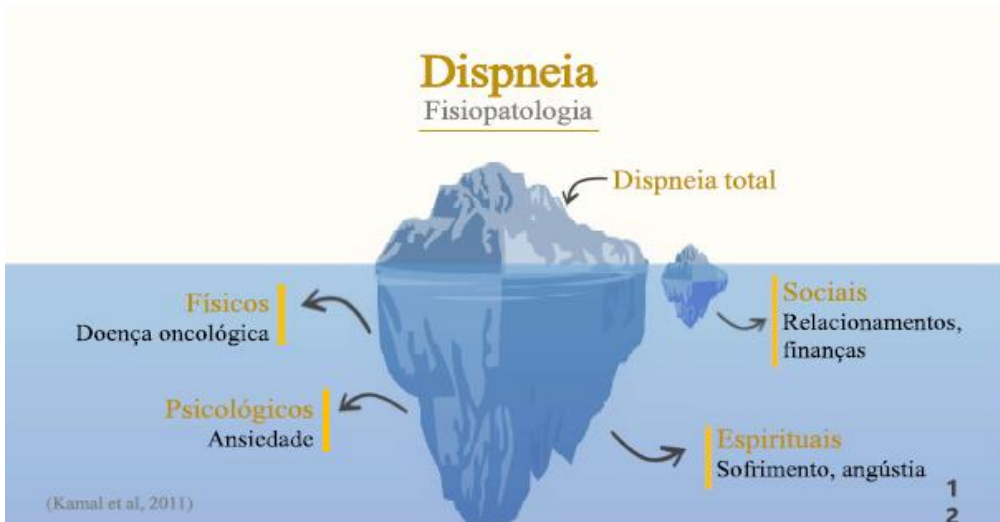 Dispneia
Fisiopatologia
Dispneia total
Físicos
Doença oncológica
Psicológicos
Ansiedade
Sociais
Relacionamentos,
finanças
Espirituais
Sofrimento, angústia
(Kamal et al, 2011)
1
2